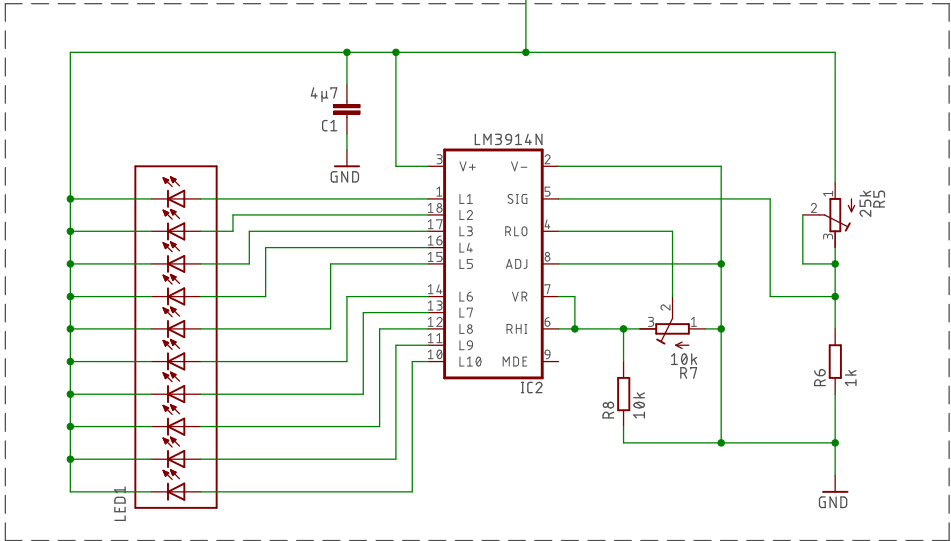 4µ7
C1
GND
LM3914N
3 V+ V- 2
1 L1 SIG 5
18 L2
17 L3 RLO 4
16 L4
15 L5 ADJ 8
14 L6 VR 7
13 L7
12 L8 RHI 6
11 L9
10 L10 MDE 9
IC2
1
2
3
25k
R5
2
3 1
10k
R7
R8
10k
R6
1k
LED1
GND